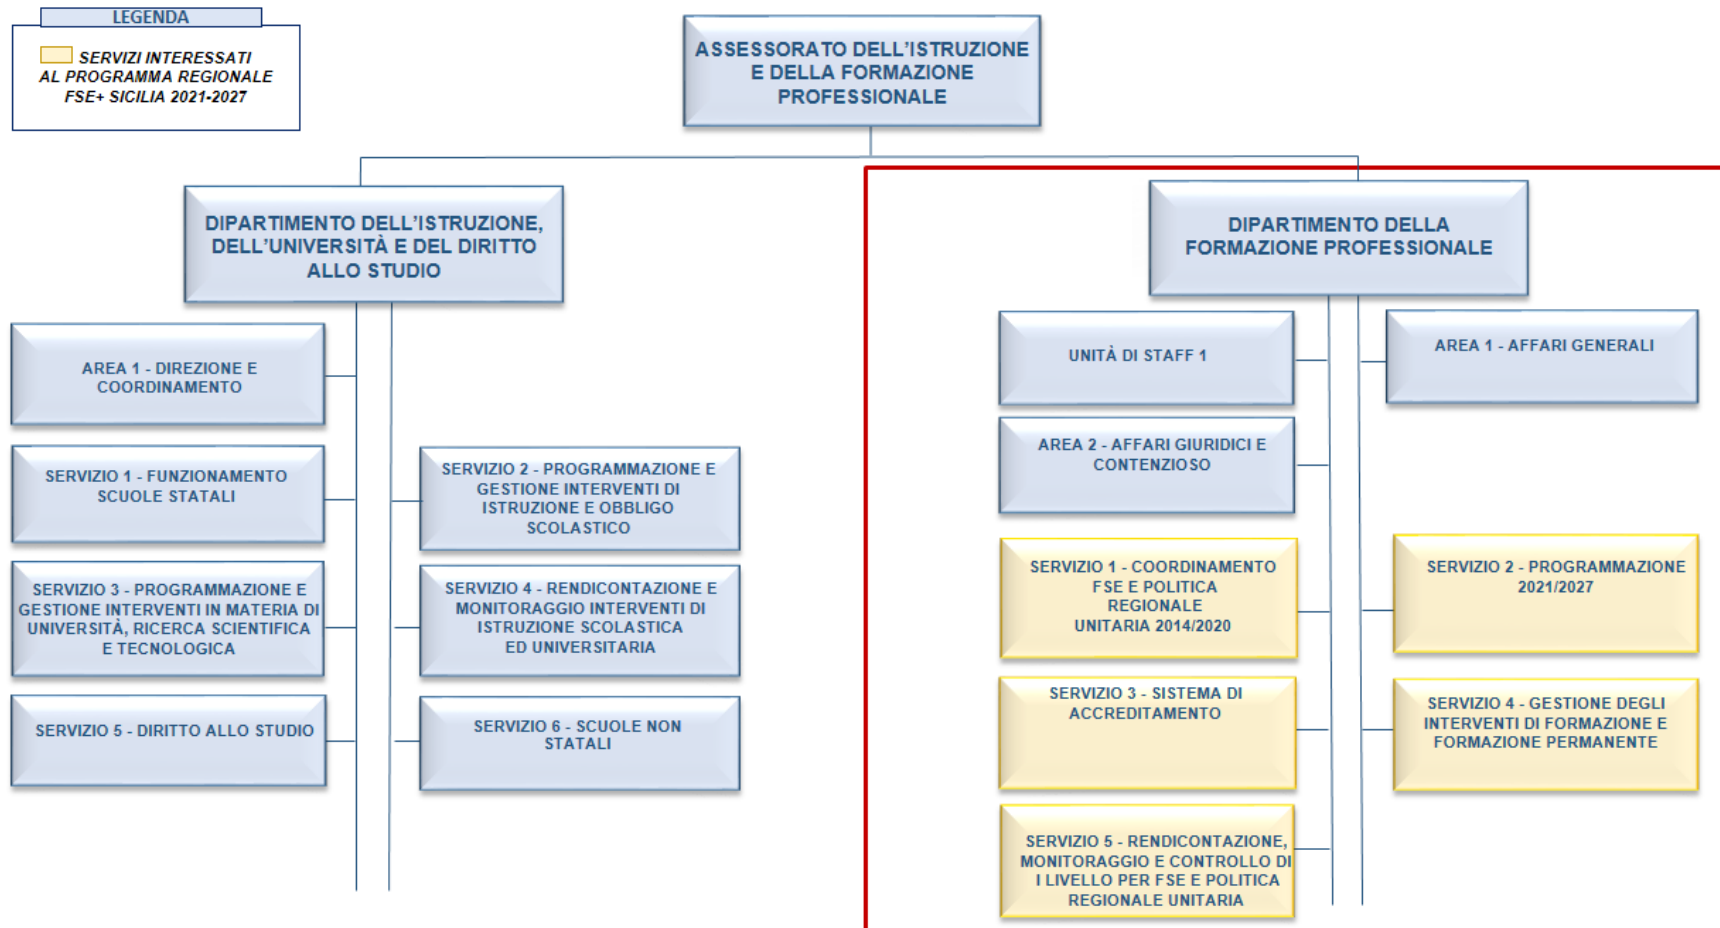 LEGENDA
SERVIZI INTERESSATI
AL PROGRAMMA REGIONALE
FSE+ SICILIA 2021-2027
ASSESSORATO DELL'ISTRUZIONE
E DELLA FORMAZIONE
PROFESSIONALE
DIPARTIMENTO DELL'ISTRUZIONE,
DELL'UNIVERSITÀ E DEL DIRITTO
ALLO STUDIO
AREA 1 - DIREZIONE E
COORDINAMENTO
SERVIZIO 1 - FUNZIONAMENTO
SCUOLE STATALI
SERVIZIO 2 - PROGRAMMAZIONE E
GESTIONE INTERVENTI DI
ISTRUZIONE E OBBLIGO
SCOLASTICO
SERVIZIO 3 - PROGRAMMAZIONE E
GESTIONE INTERVENTI IN MATERIA DI
UNIVERSITÀ, RICERCA SCIENTIFICA
E TECNOLOGICA
SERVIZIO 4 - RENDICONTAZIONE E
MONITORAGGIO INTERVENTI DI
ISTRUZIONE SCOLASTICA
ED UNIVERSITARIA
SERVIZIO 5 - DIRITTO ALLO STUDIO
SERVIZIO 6 - SCUOLE NON
STATALI
DIPARTIMENTO DELLA
FORMAZIONE PROFESSIONALE
UNITÀ DI STAFF 1
AREA 1 - AFFARI GENERALI
AREA 2 - AFFARI GIURIDICI E
CONTENZIOSO
SERVIZIO 1 - COORDINAMENTO
FSE E POLITICA
REGIONALE
UNITARIA 2014/2020
SERVIZIO 2 - PROGRAMMAZIONE
2021/2027
SERVIZIO 3 - SISTEMA DI
ACCREDITAMENTO
SERVIZIO 4 - GESTIONE DEGLI
INTERVENTI DI FORMAZIONE E
FORMAZIONE PERMANENTE
SERVIZIO 5 - RENDICONTAZIONE,
MONITORAGGIO E CONTROLLO DI
I LIVELLO PER FSE E POLITICA
REGIONALE UNITARIA